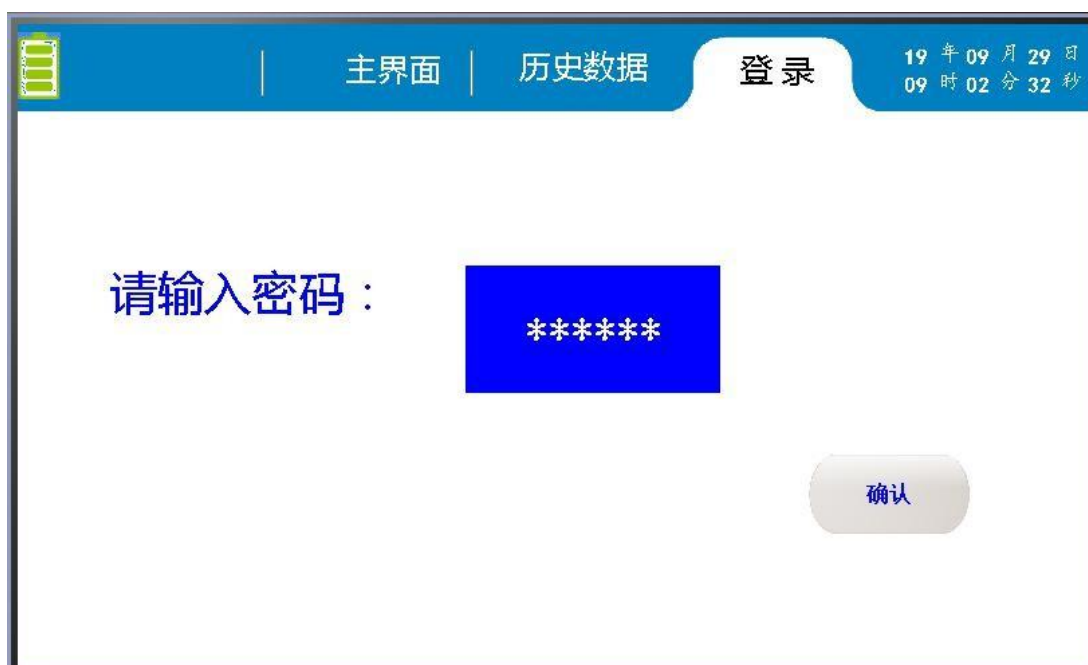 主界面 历史数据 登录 19 年 09 月 29 日
09 时 02 分 32 秒
请输入密码：
******
确认